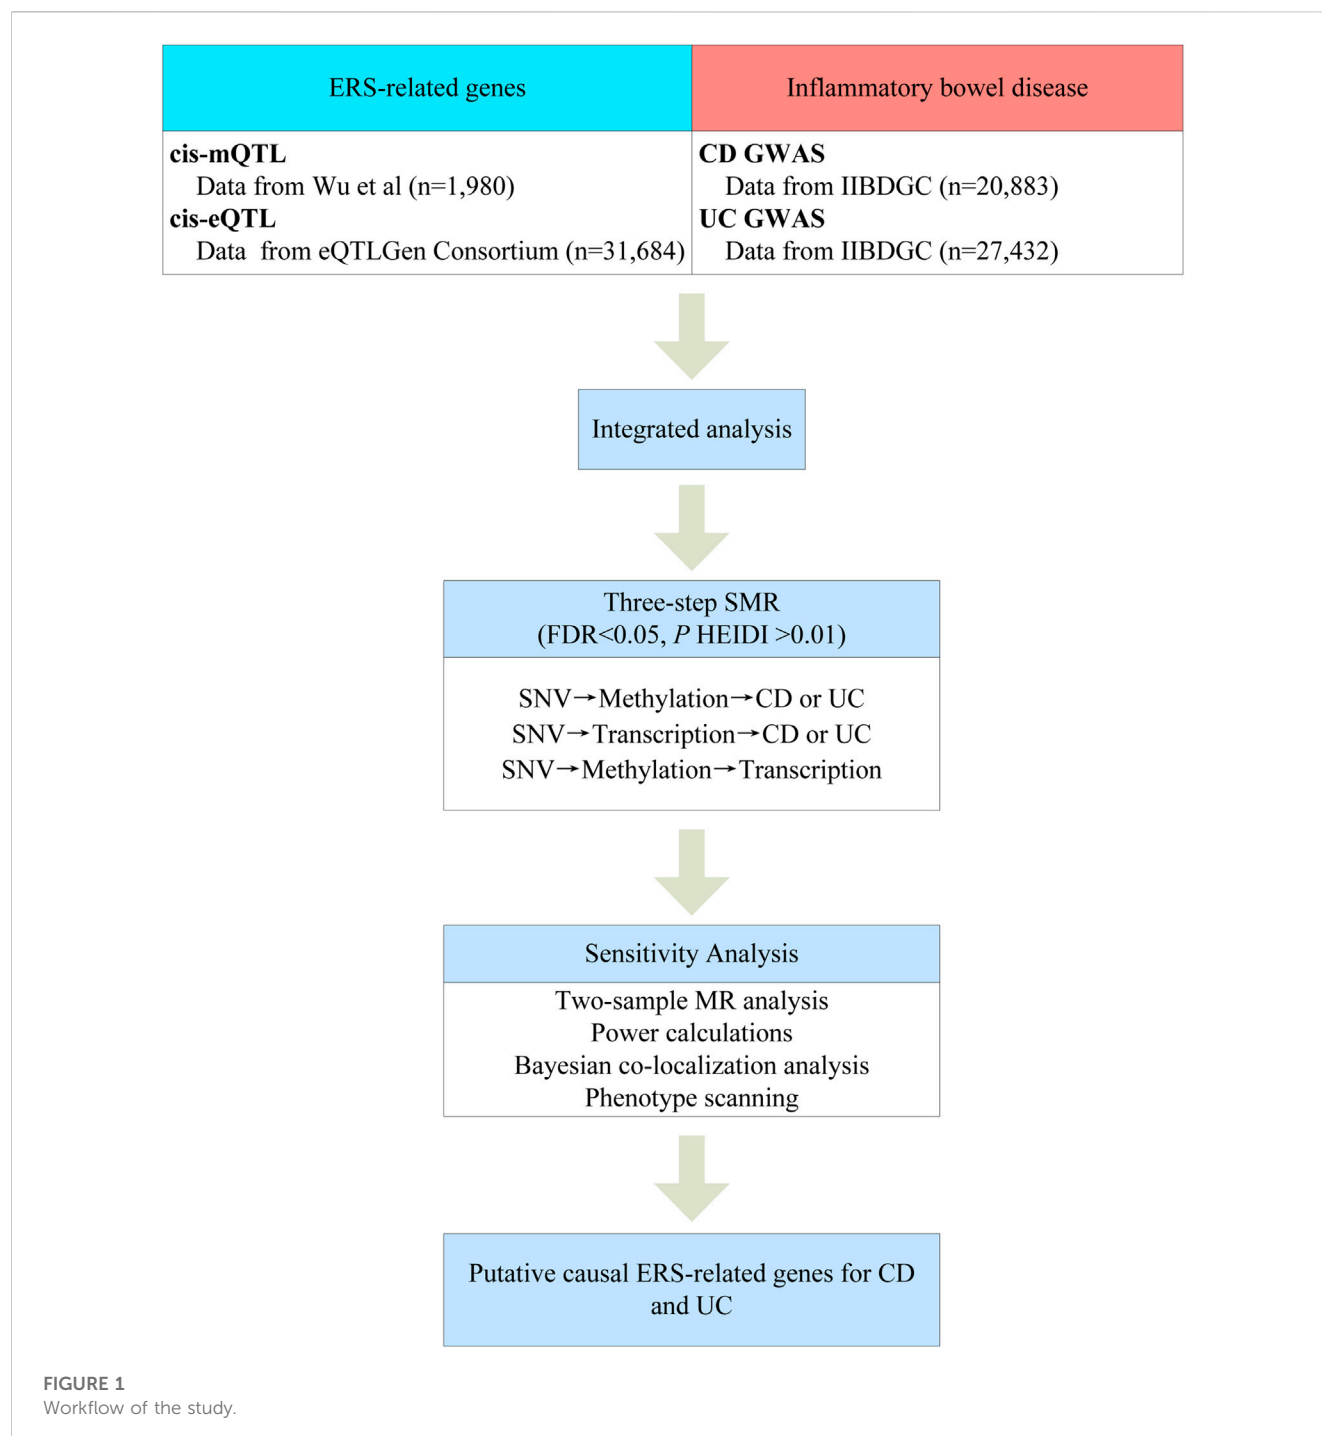 ERS-related genes
Inflammatory bowel disease
cis-mQTL
Data from Wu et al (n=1,980)
cis-eQTL
Data from eQTLGen Consortium (n=31,684)
CD GWAS
Data from IIBDGC (n=20,883)
UC GWAS
Data from IIBDGC (n=27,432)
Integrated analysis
Three-step SMR
(FDR<0.05, P HEIDI >0.01)
SNV→Methylation→CD or UC
SNV→Transcription→CD or UC
SNV→Methylation→Transcription
Sensitivity Analysis
Two-sample MR analysis
Power calculations
Bayesian co-localization analysis
Phenotype scanning
Putative causal ERS-related genes for CD
and UC
FIGURE 1
Workflow of the study.